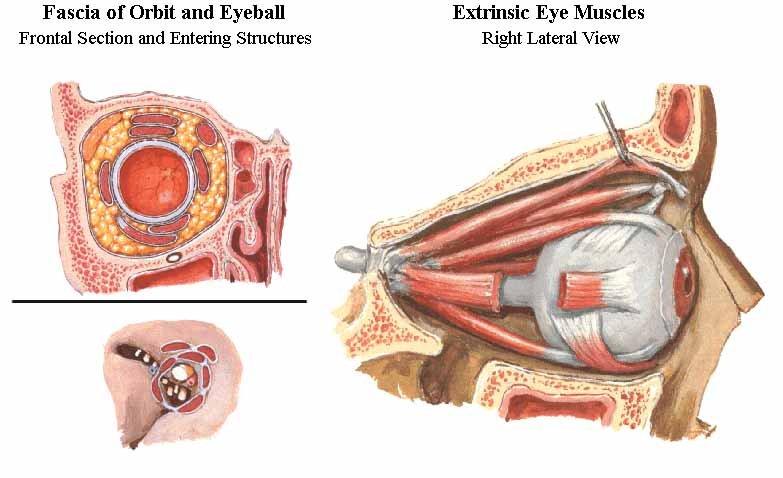 Fascia of Orbit and Eyeball
Frontal Section and Entering Structures
Extrinsic Eye Muscles
Right Lateral View